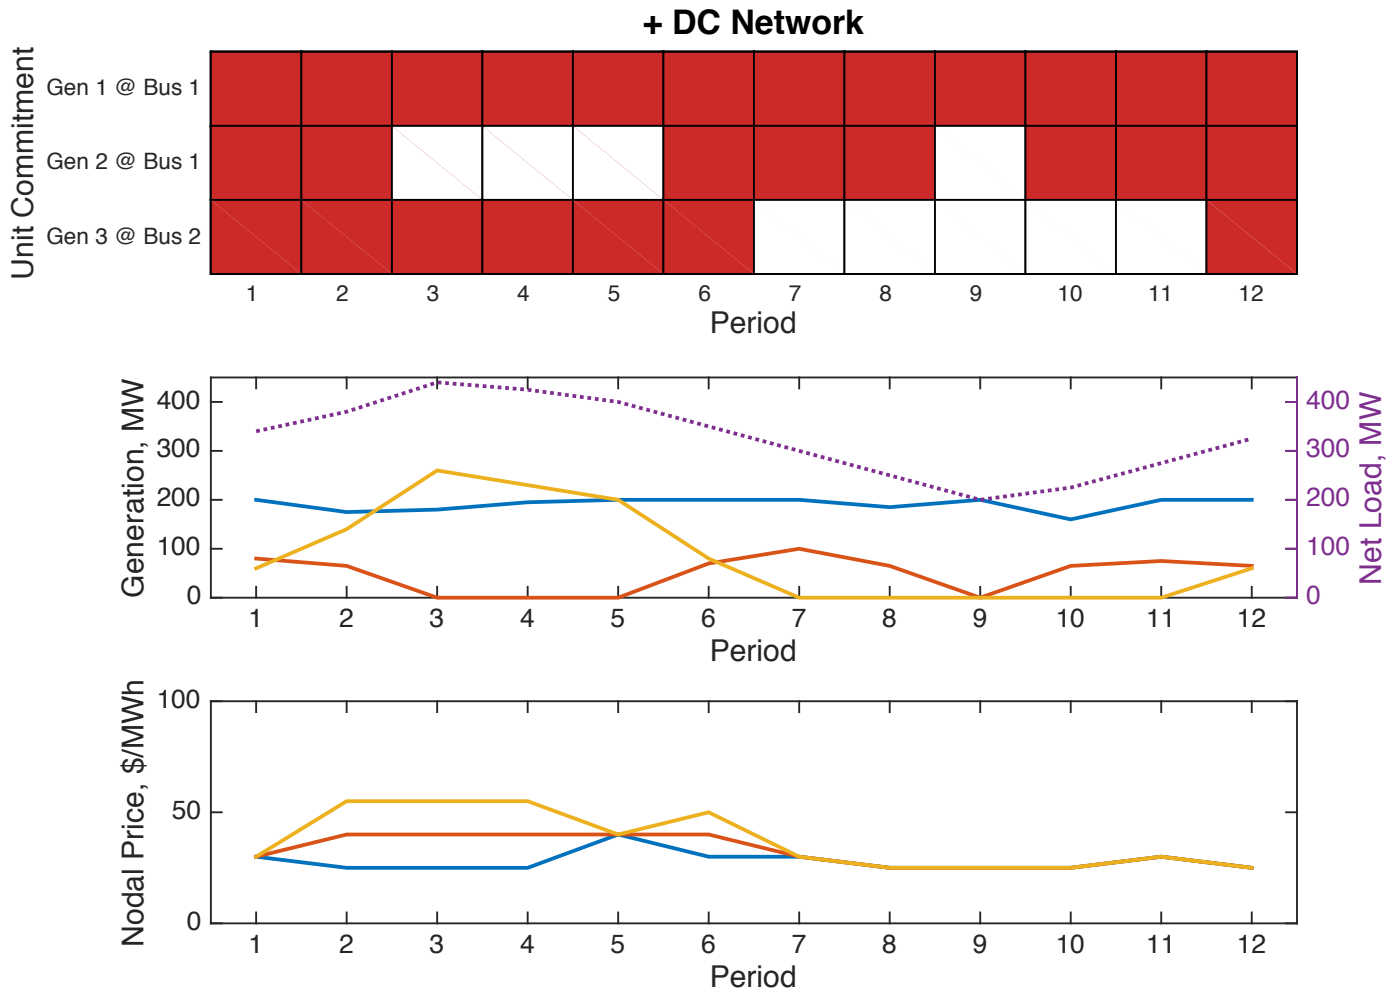 + DC Network
Unit Commitment
Gen 1 @ Bus 1
Gen 2 @ Bus 1
Gen 3 @ Bus 2
1 2 3 4 5 6 7 8 9 10 11 12
Period
Generation, MW
400
300
200
100
0
400
300
200
100
0
Net Load, MW
1 2 3 4 5 6 7 8 9 10 11 12
Period
Nodal Price, $/MWh
100
50
0
1 2 3 4 5 6 7 8 9 10 11 12
Period